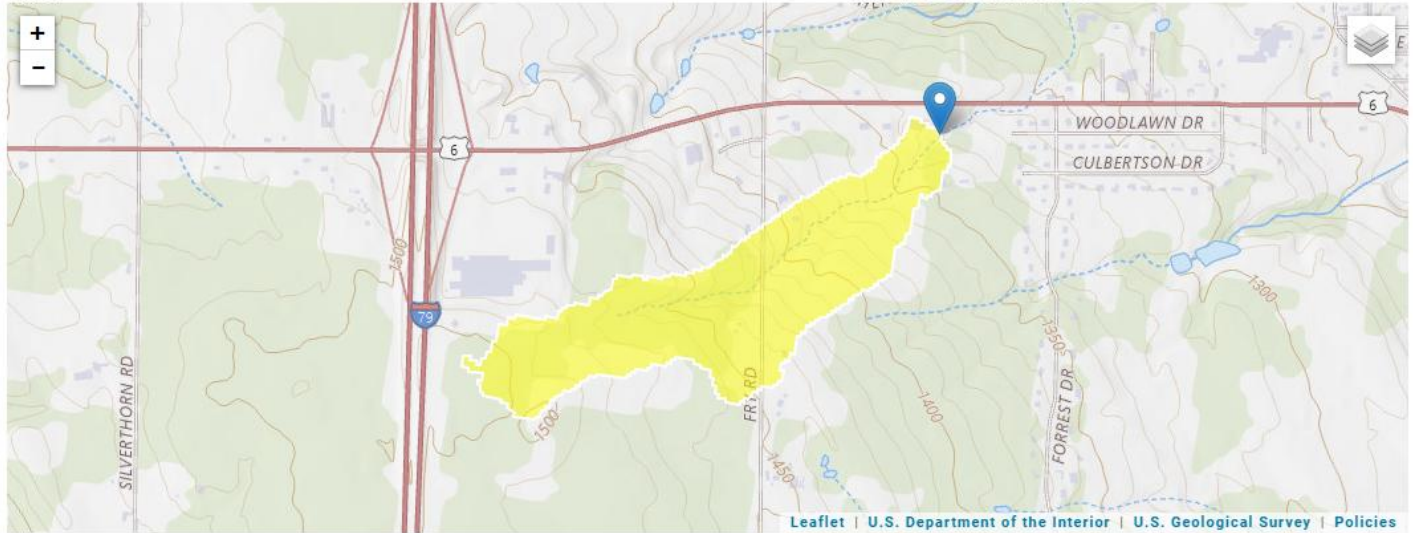 +
−
6
WOODLAWN DR
CULBERTSON DR
6
E
1500
79
SILVERTHORN RD
1500
RD
1450
1400
1350
FORREST DR
1300
Leaflet | U.S. Department of the Interior | U.S. Geological Survey | Policies